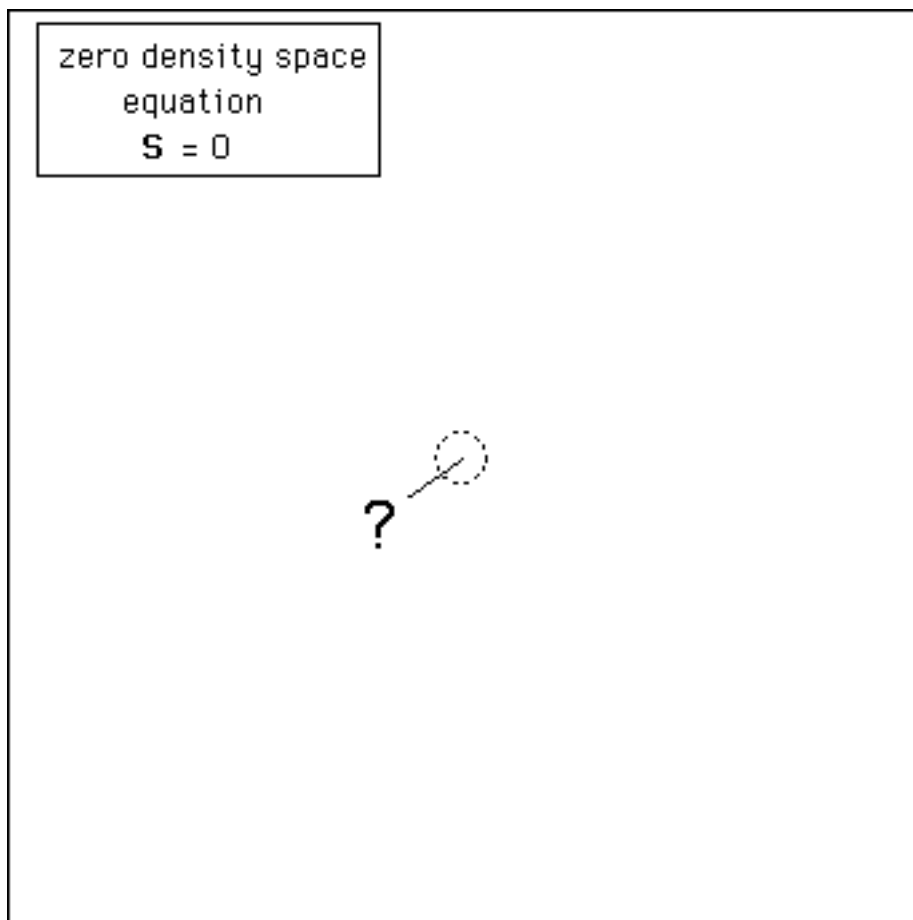 zero density space
equation
S = 0
?